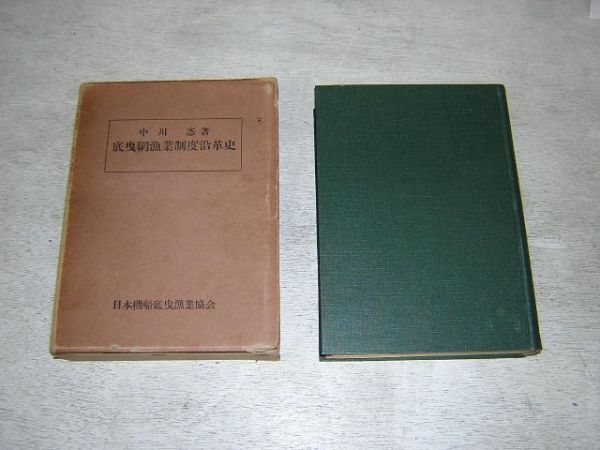 中川 忞著
底曳網漁業制度沿革史
日本機船底曳漁業協会